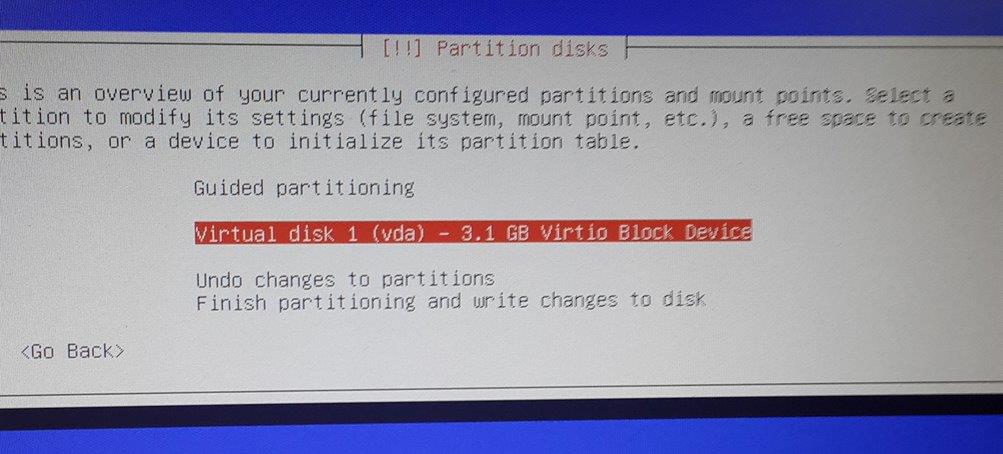 [!!] Partition disks
s is an overview of your currently configured partitions and mount points. Select a
tition to modify its settings (file system, mount point, etc.), a free space to create
titions, or a device to initialize its partition table.
Guided partitioning
Virtual disk 1 (vda) - 3.1 GB Virtio Block Device
Undo changes to partitions
Finish partitioning and write changes to disk
<Go Back>